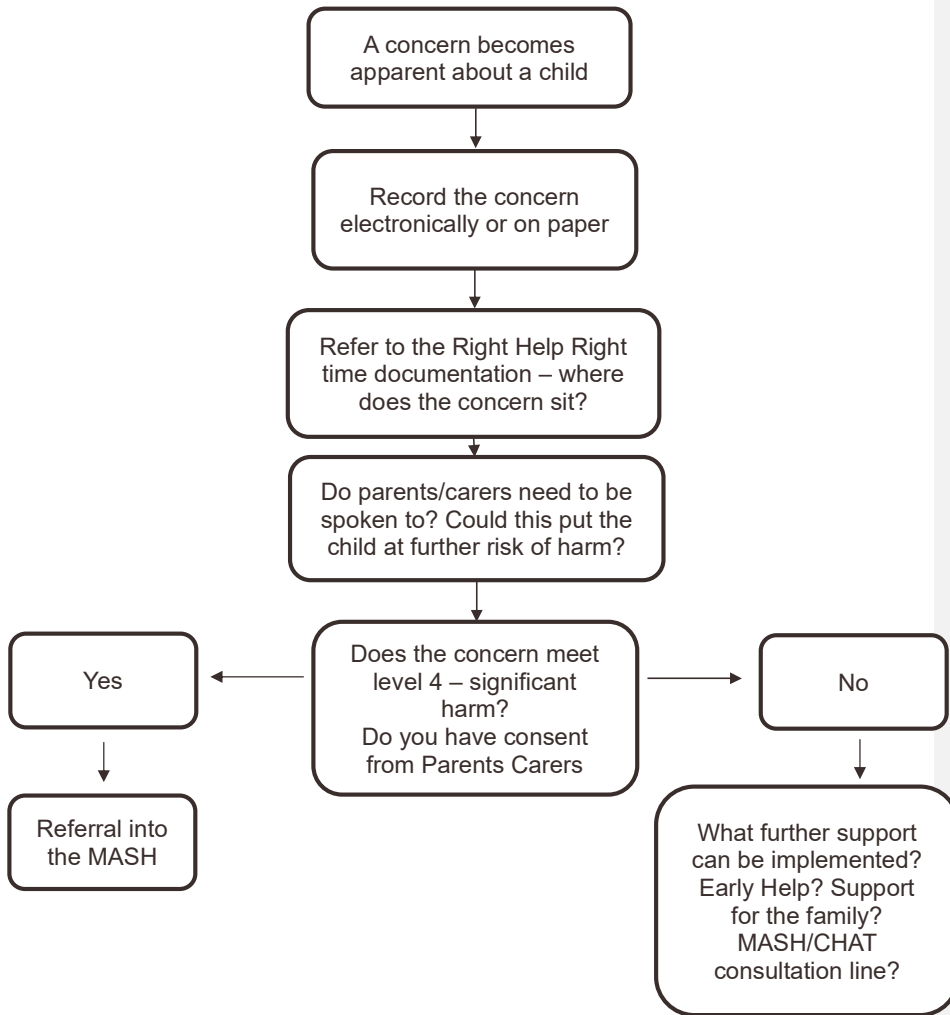 A concern becomes
apparent about a child
Record the concern
electronically or on paper
Refer to the Right Help Right
time documentation – where
does the concern sit?
Do parents/carers need to be
spoken to? Could this put the
child at further risk of harm?
Does the concern meet
level 4 – significant
harm?
Do you have consent
from Parents Carers
Yes
Referral into
the MASH
No
What further support
can be implemented?
Early Help? Support
for the family?
MASH/CHAT
consultation line?